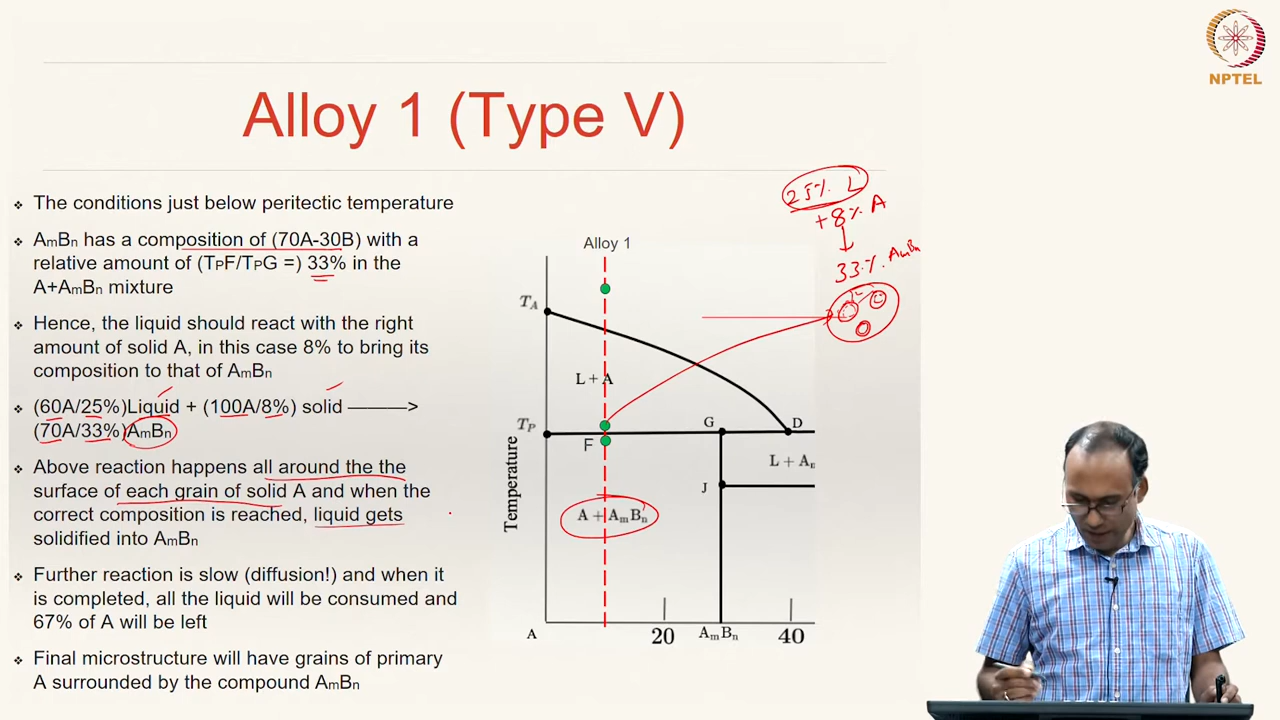 NPTEL
Alloy 1 (Type V)
The conditions just below peritectic temperature
AmBn has a composition of (70A-30B) with a
relative amount of (TPF/TPG =) 33% in the
A+AmBn mixture
Hence, the liquid should react with the right
amount of solid A, in this case 8% to bring its
composition to that of AmBn
(60A/25%)Liquid + (100A/8%) solid ———>
(70A/33%)AmBn
Above reaction happens all around the the
surface of each grain of solid A and when the
correct composition is reached, liquid gets
solidified into AmBn
Further reaction is slow (diffusion!) and when it
is completed, all the liquid will be consumed and
67% of A will be left
Final microstructure will have grains of primary
A surrounded by the compound AmBn
25% L
+8% A
33% AmBn
L
Alloy 1
TA
L + A
TP
G
D
F
L + Am
J
A + AmBn
Temperature
A
20
AmBn
40